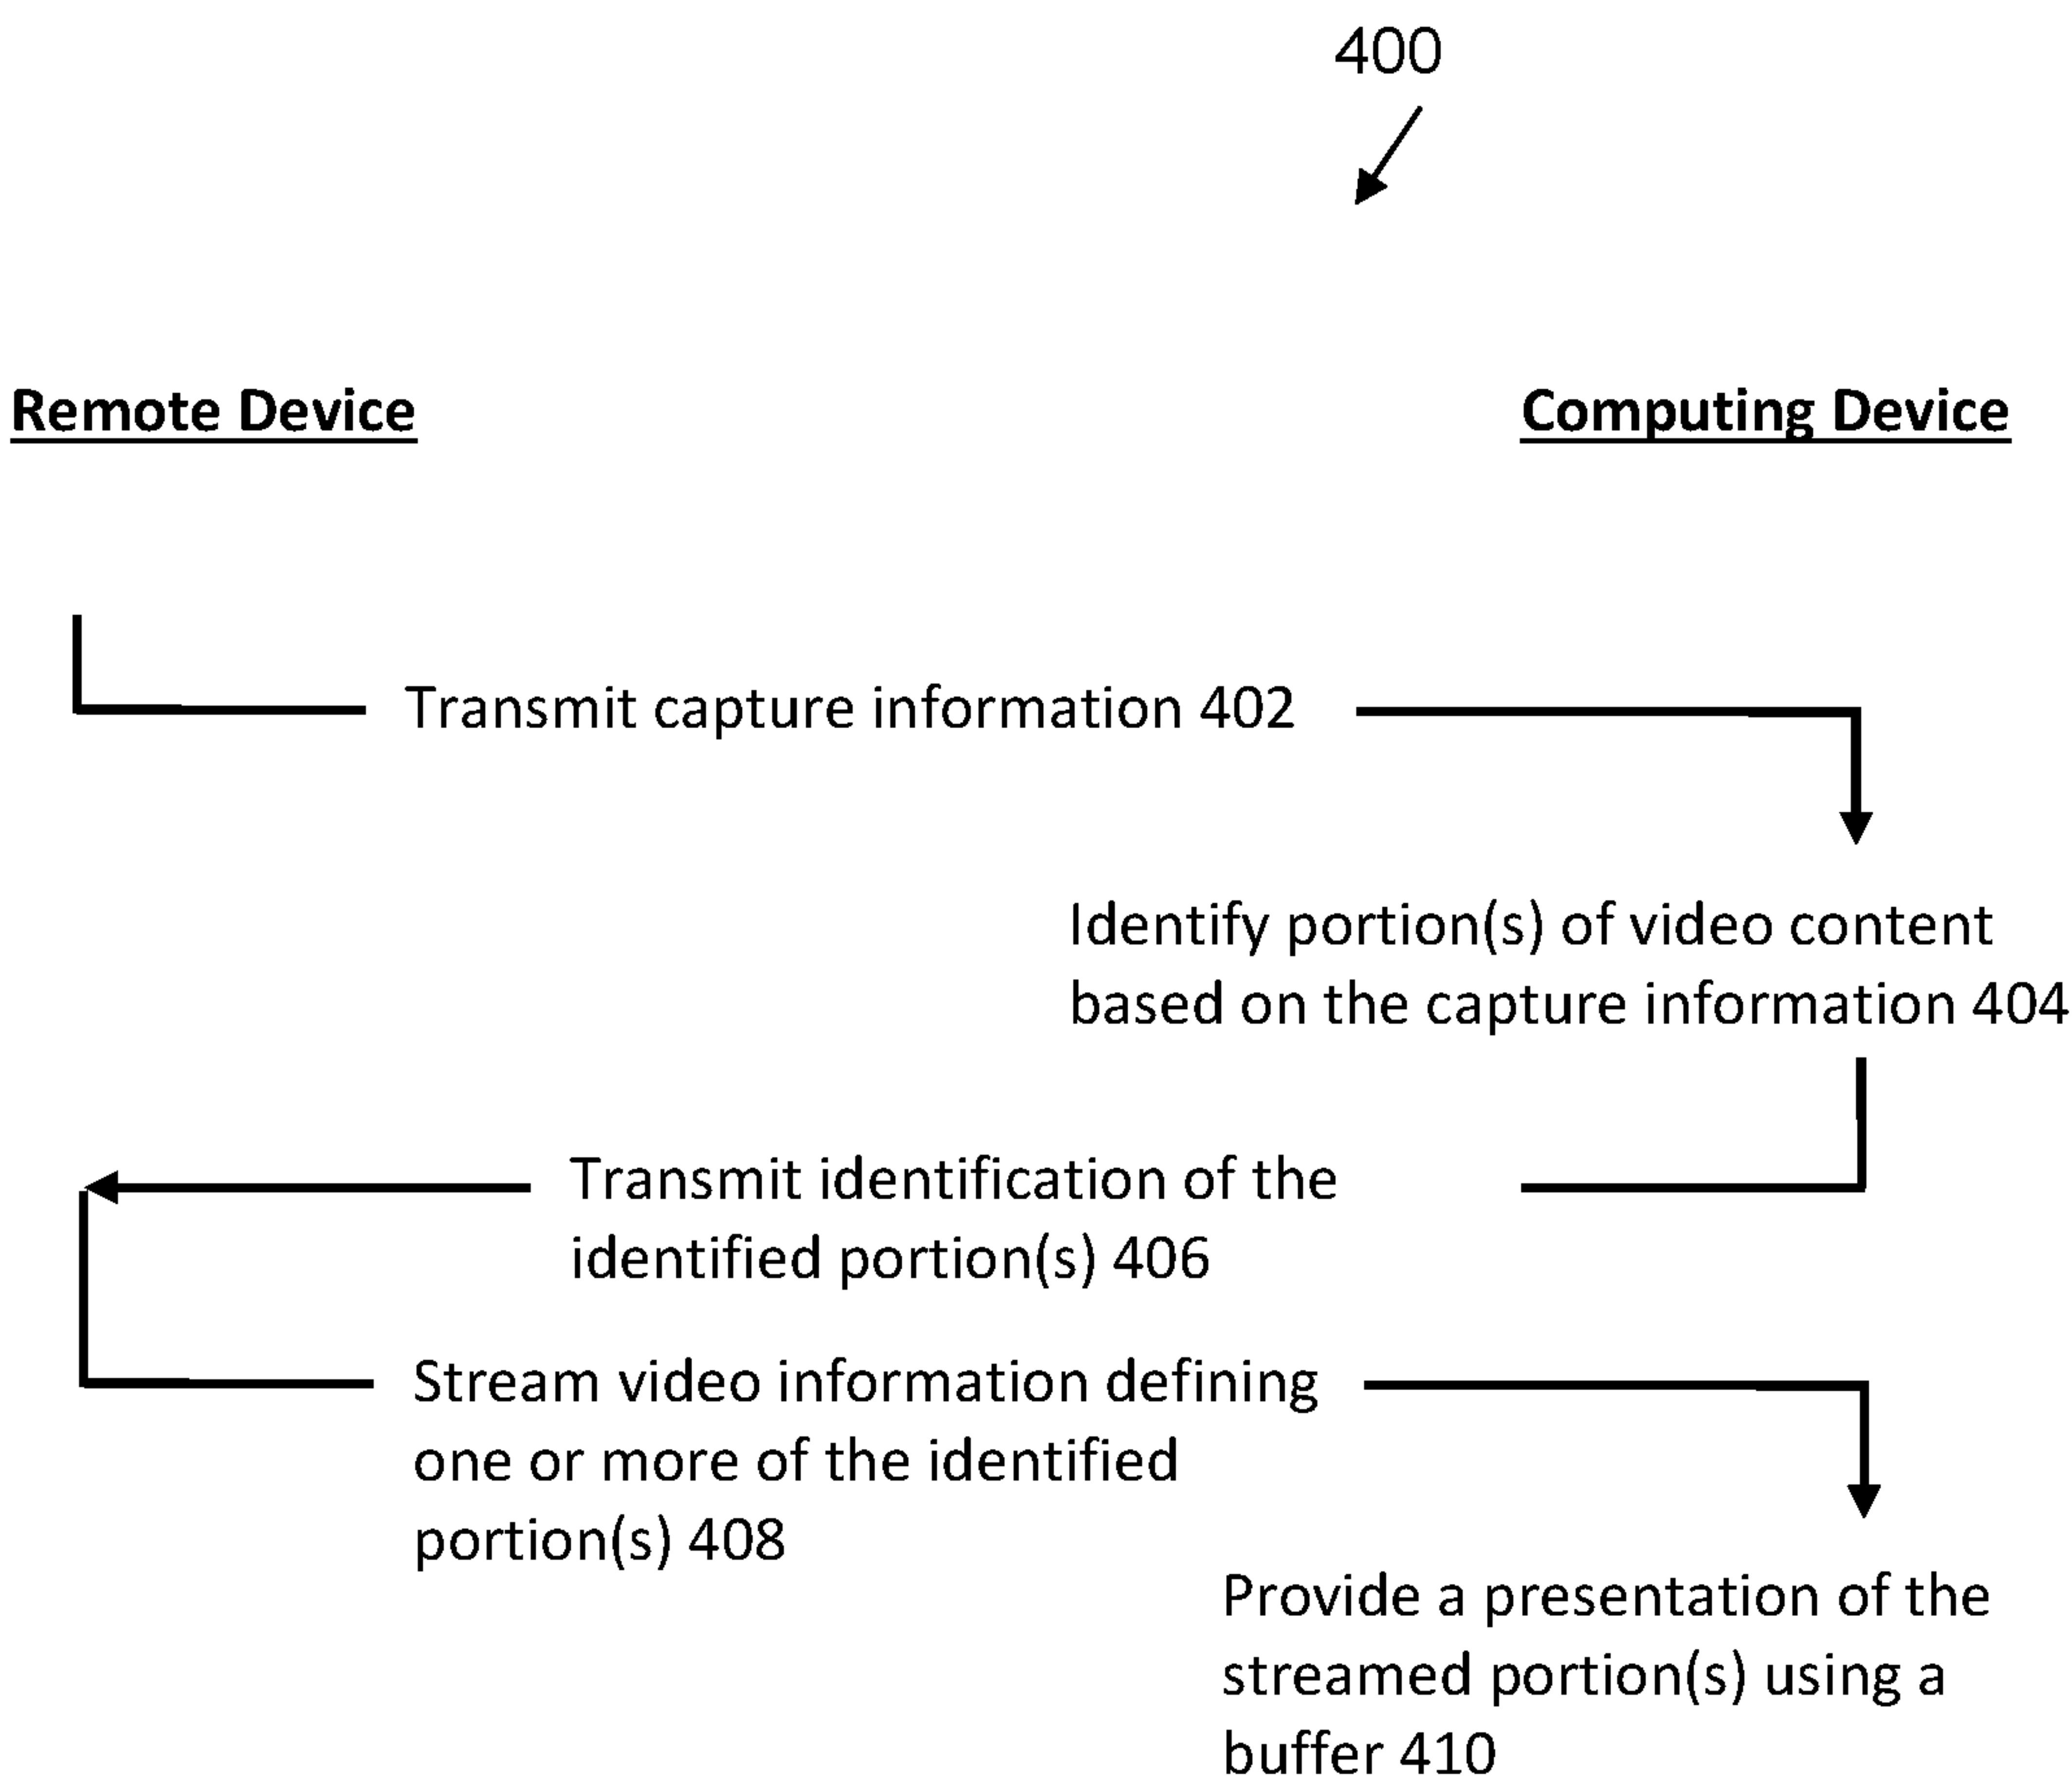 400
Remote Device
Computing Device
Transmit capture information 402
Identify portion(s) of video content
based on the capture information 404
Transmit identification of the
identified portion(s) 406
Stream video information defining
one or more of the identified
portion(s) 408
Provide a presentation of the
streamed portion(s) using a
buffer 410